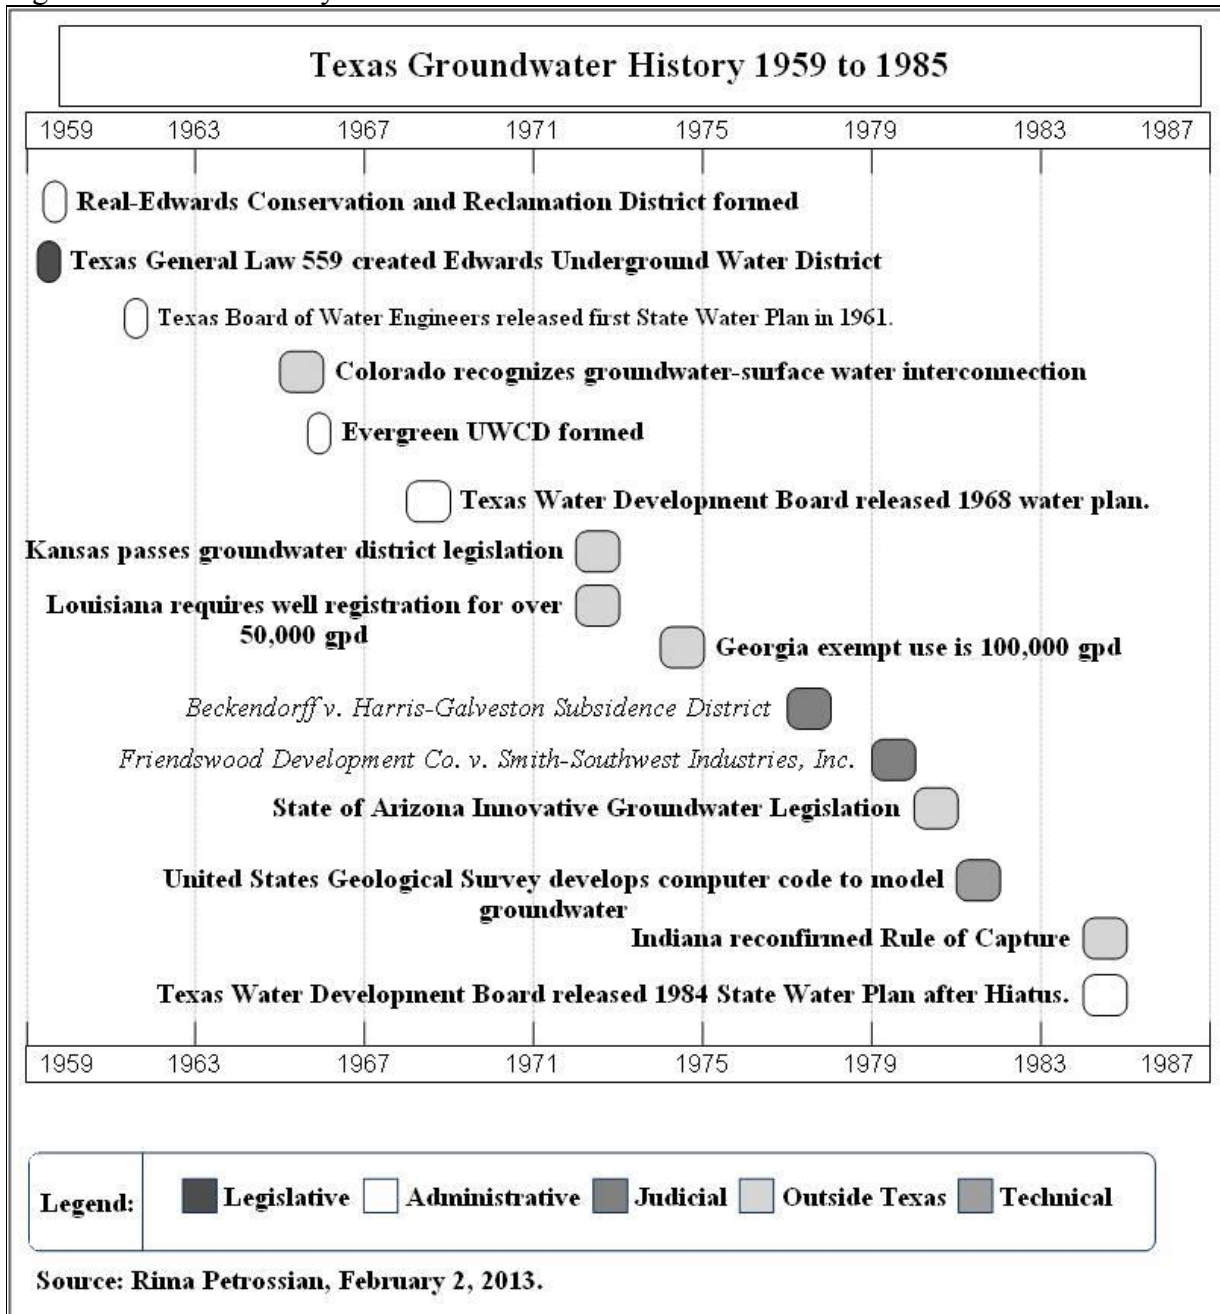 Texas Groundwater History 1959 to 1985
1959 1963 1967 1971 1975 1979 1983 1987
Real-Edwards Conservation and Reclamation District formed
Texas General Law 559 created Edwards Underground Water District
Texas Board of Water Engineers released first State Water Plan in 1961.
Colorado recognizes groundwater-surface water interconnection
Evergreen UWCD formed
Texas Water Development Board released 1968 water plan.
Kansas passes groundwater district legislation
Louisiana requires well registration for over
50,000 gpd
Georgia exempt use is 100,000 gpd
Beckendorff v. Harris-Galveston Subsidence District
Friendswood Development Co. v. Smith-Southwest Industries, Inc.
State of Arizona Innovative Groundwater Legislation
United States Geological Survey develops computer code to model
groundwater
Indiana reconfirmed Rule of Capture
Texas Water Development Board released 1984 State Water Plan after Hiatus.
1959 1963 1967 1971 1975 1979 1983 1987
Legend: Legislative Administrative Judicial Outside Texas Technical
Source: Rima Petrossian, February 2, 2013.